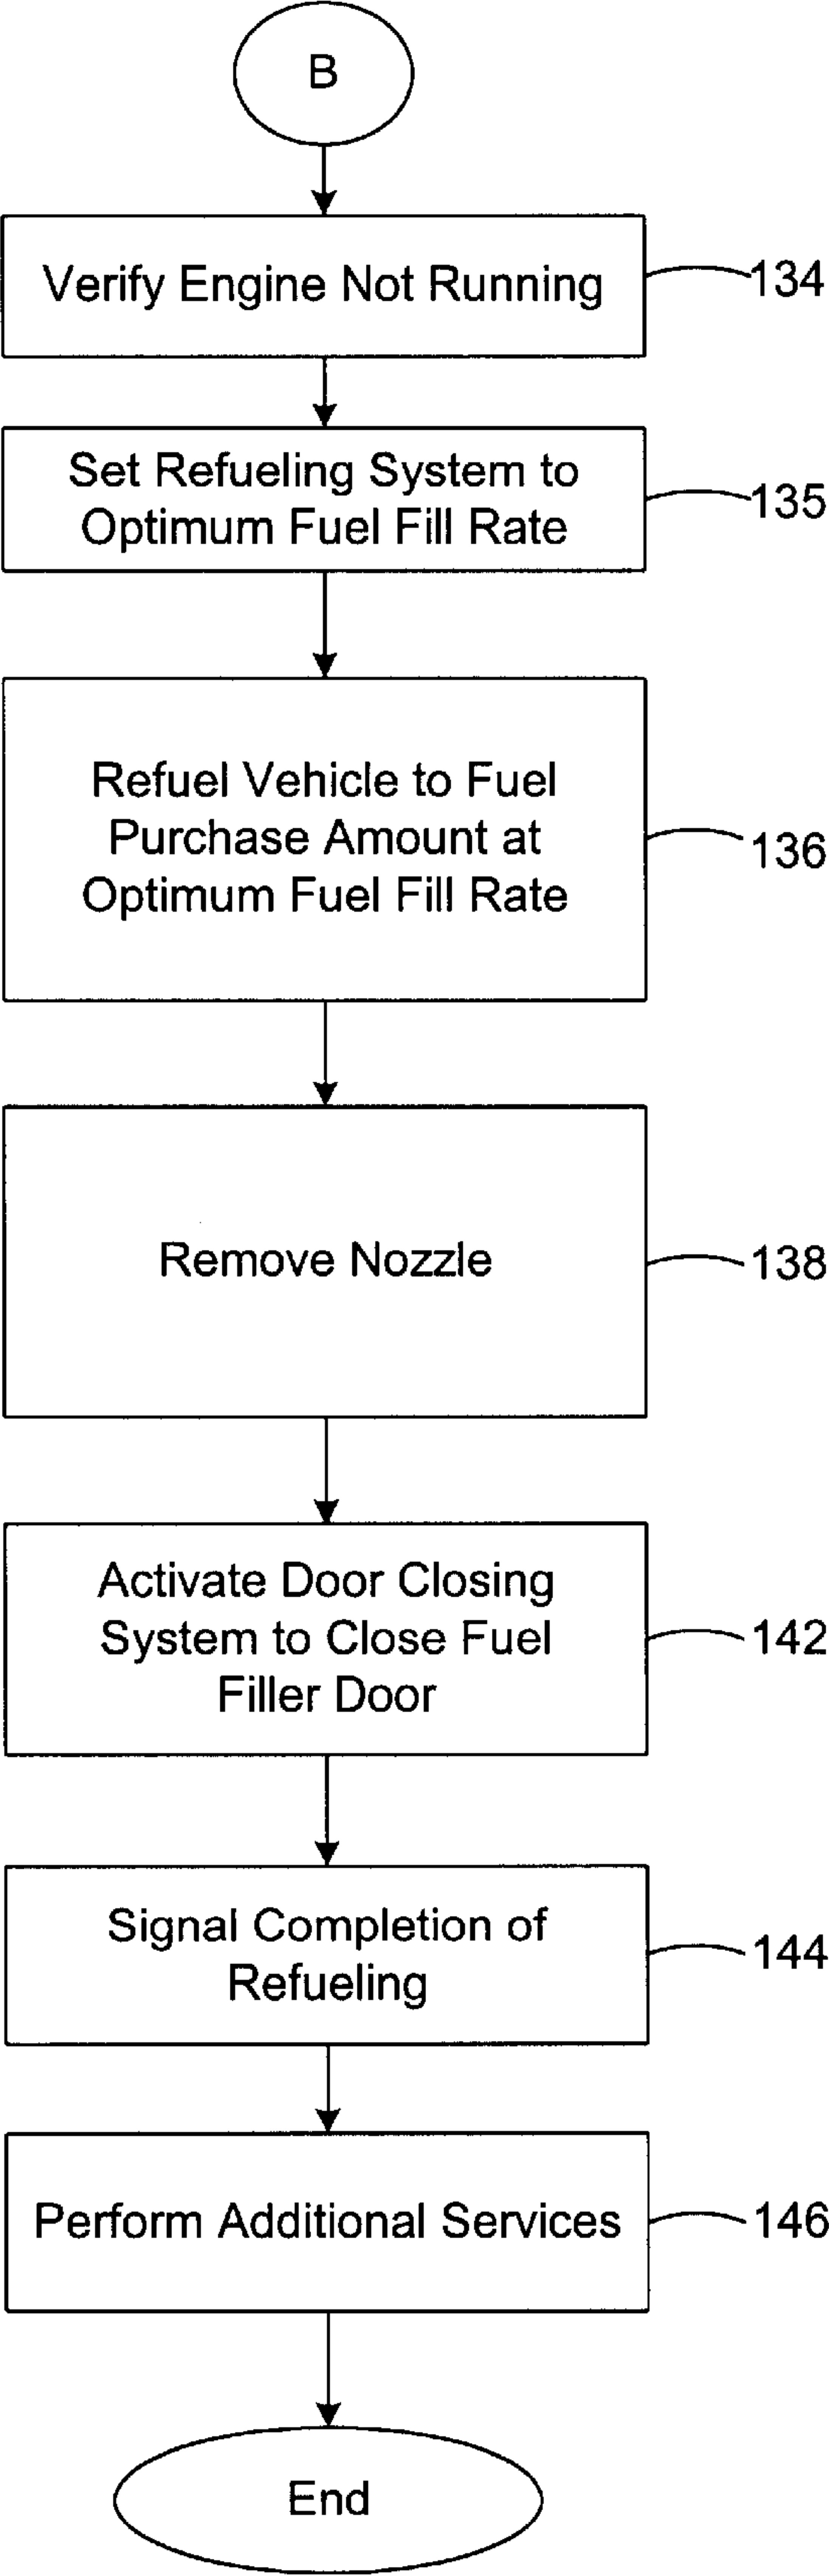 B
Verify Engine Not Running
134
Set Refueling System to
Optimum Fuel Fill Rate
135
Refuel Vehicle to Fuel
Purchase Amount at
Optimum Fuel Fill Rate
136
Remove Nozzle
138
Activate Door Closing
System to Close Fuel
Filler Door
142
Signal Completion of
Refueling
144
Perform Additional Services
146
End